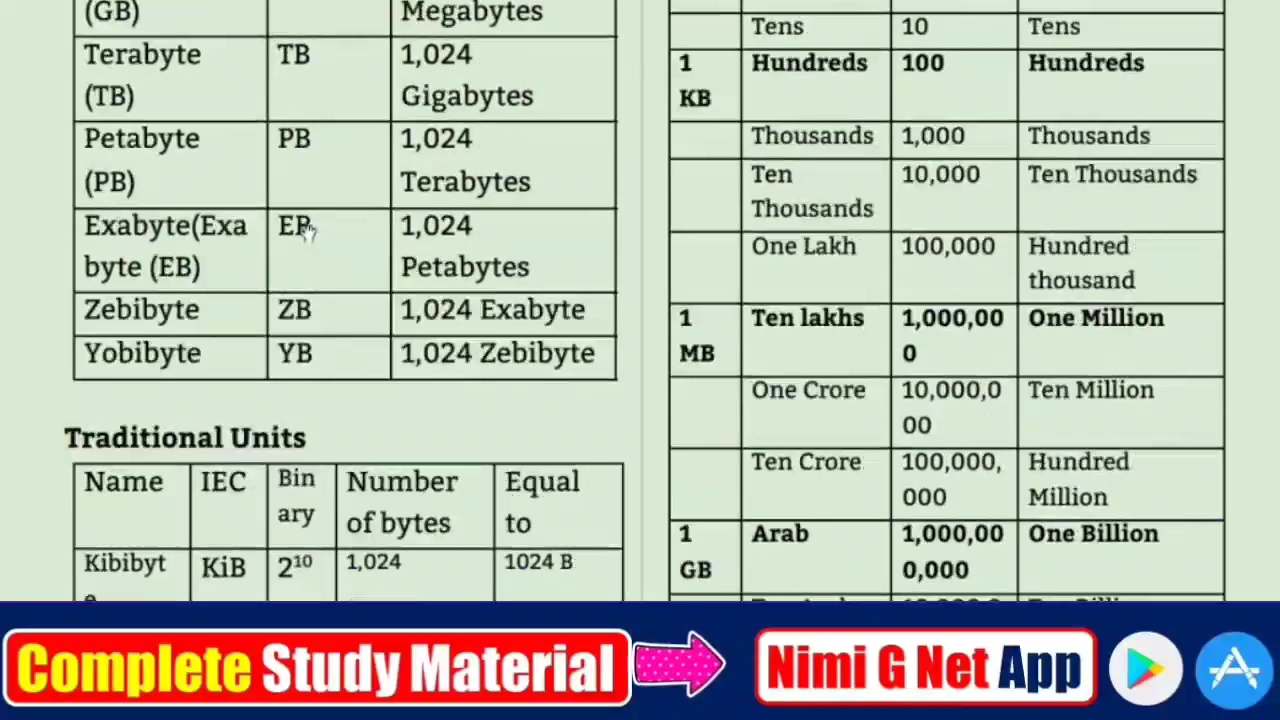 (GB) Megabytes
Terabyte TB 1,024
(TB) Gigabytes
Petabyte PB 1,024
(PB) Terabytes
Exabyte(Exa EB 1,024
byte (EB) Petabytes
Zebibyte ZB 1,024 Exabyte
Yobibyte YB 1,024 Zebibyte
Traditional Units
Name IEC Bin Number Equal
ary of bytes to
Kibibyt KiB 2¹⁰ 1,024 1024 B
e
Tens 10 Tens
1 Hundreds 100 Hundreds
KB
Thousands 1,000 Thousands
Ten 10,000 Ten Thousands
Thousands
One Lakh 100,000 Hundred
thousand
1 Ten lakhs 1,000,00 One Million
MB 0
One Crore 10,000,0 Ten Million
00
Ten Crore 100,000, Hundred
000 Million
1 Arab 1,000,00 One Billion
GB 0,000
Complete Study Material
Nimi G Net App